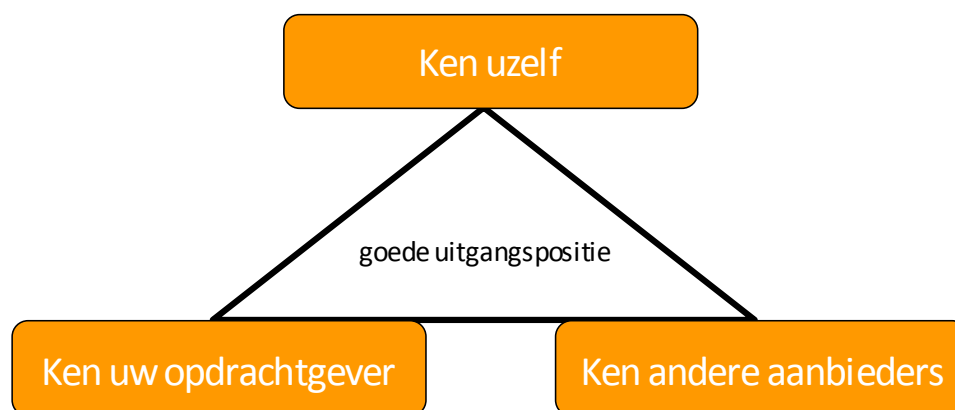 Ken uzelf
goede uitgangspositie
Ken uw opdrachtgever
Ken andere aanbieders